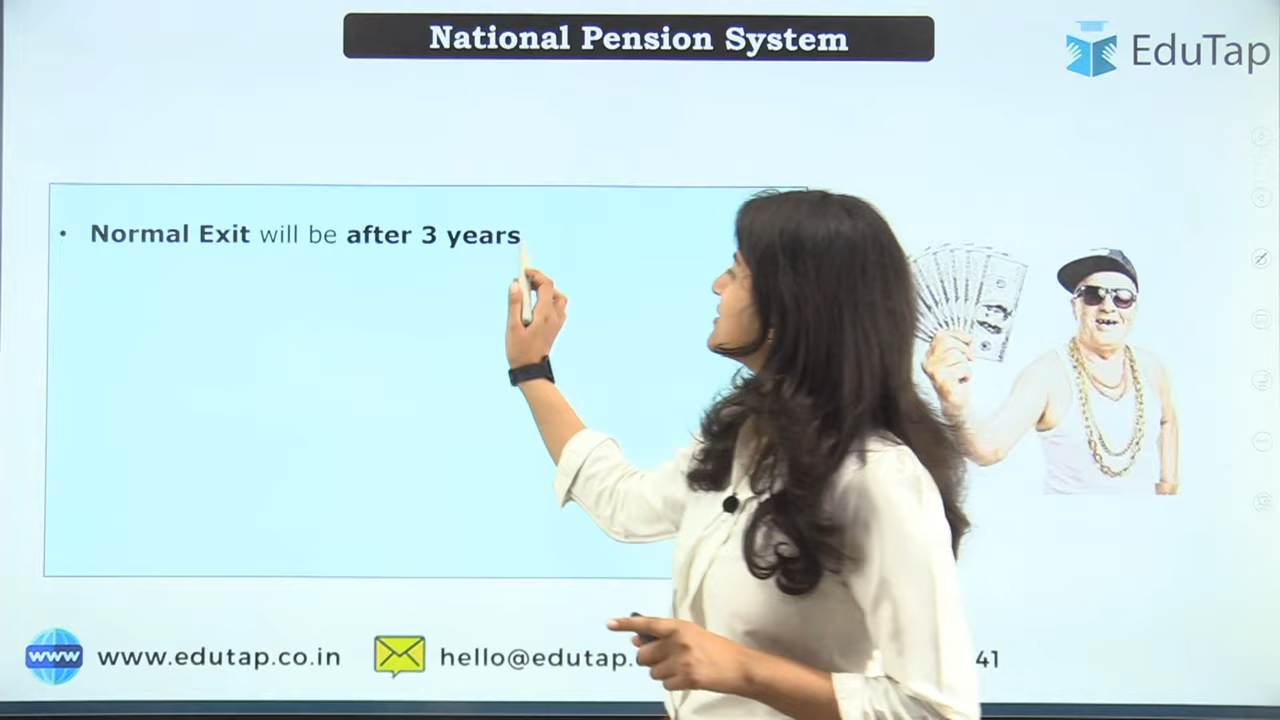 National Pension System
EduTap
• Normal Exit will be after 3 years
www www.edutap.co.in
hello@edutap.
41